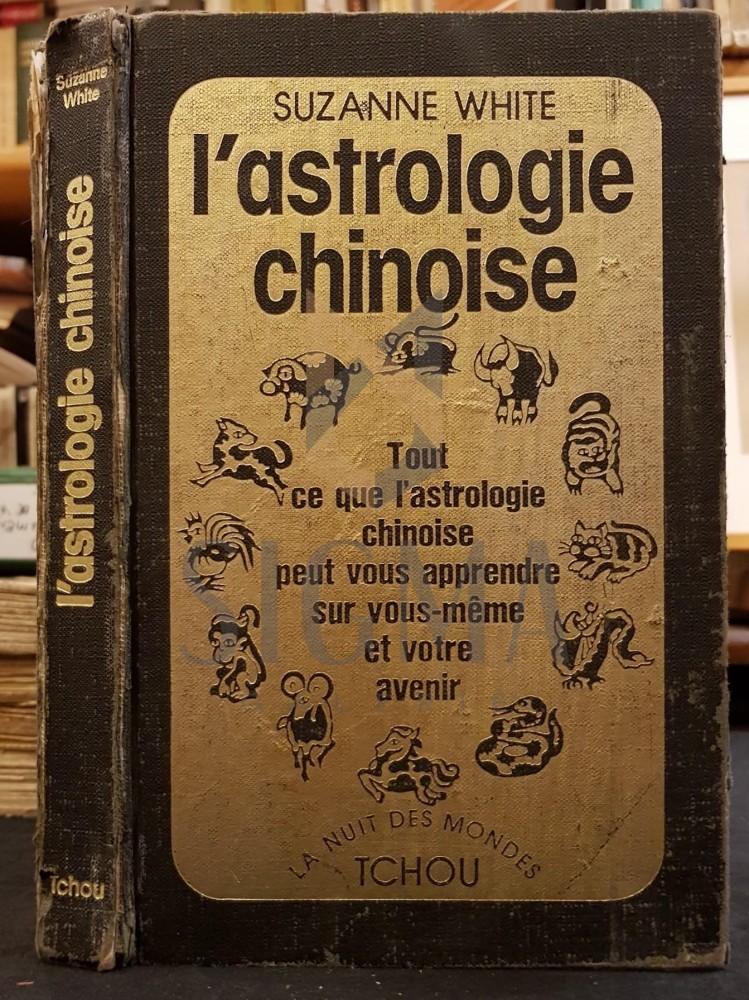 Suzanne
White
l'astrologie chinoise
Tchou
SUZANNE WHITE
l'astrologie
chinoise
Tout
ce que l'astrologie
chinoise
peut vous apprendre
sur vous-même
et votre
avenir
LA NUIT DES MONDES
TCHOU
SIGMA